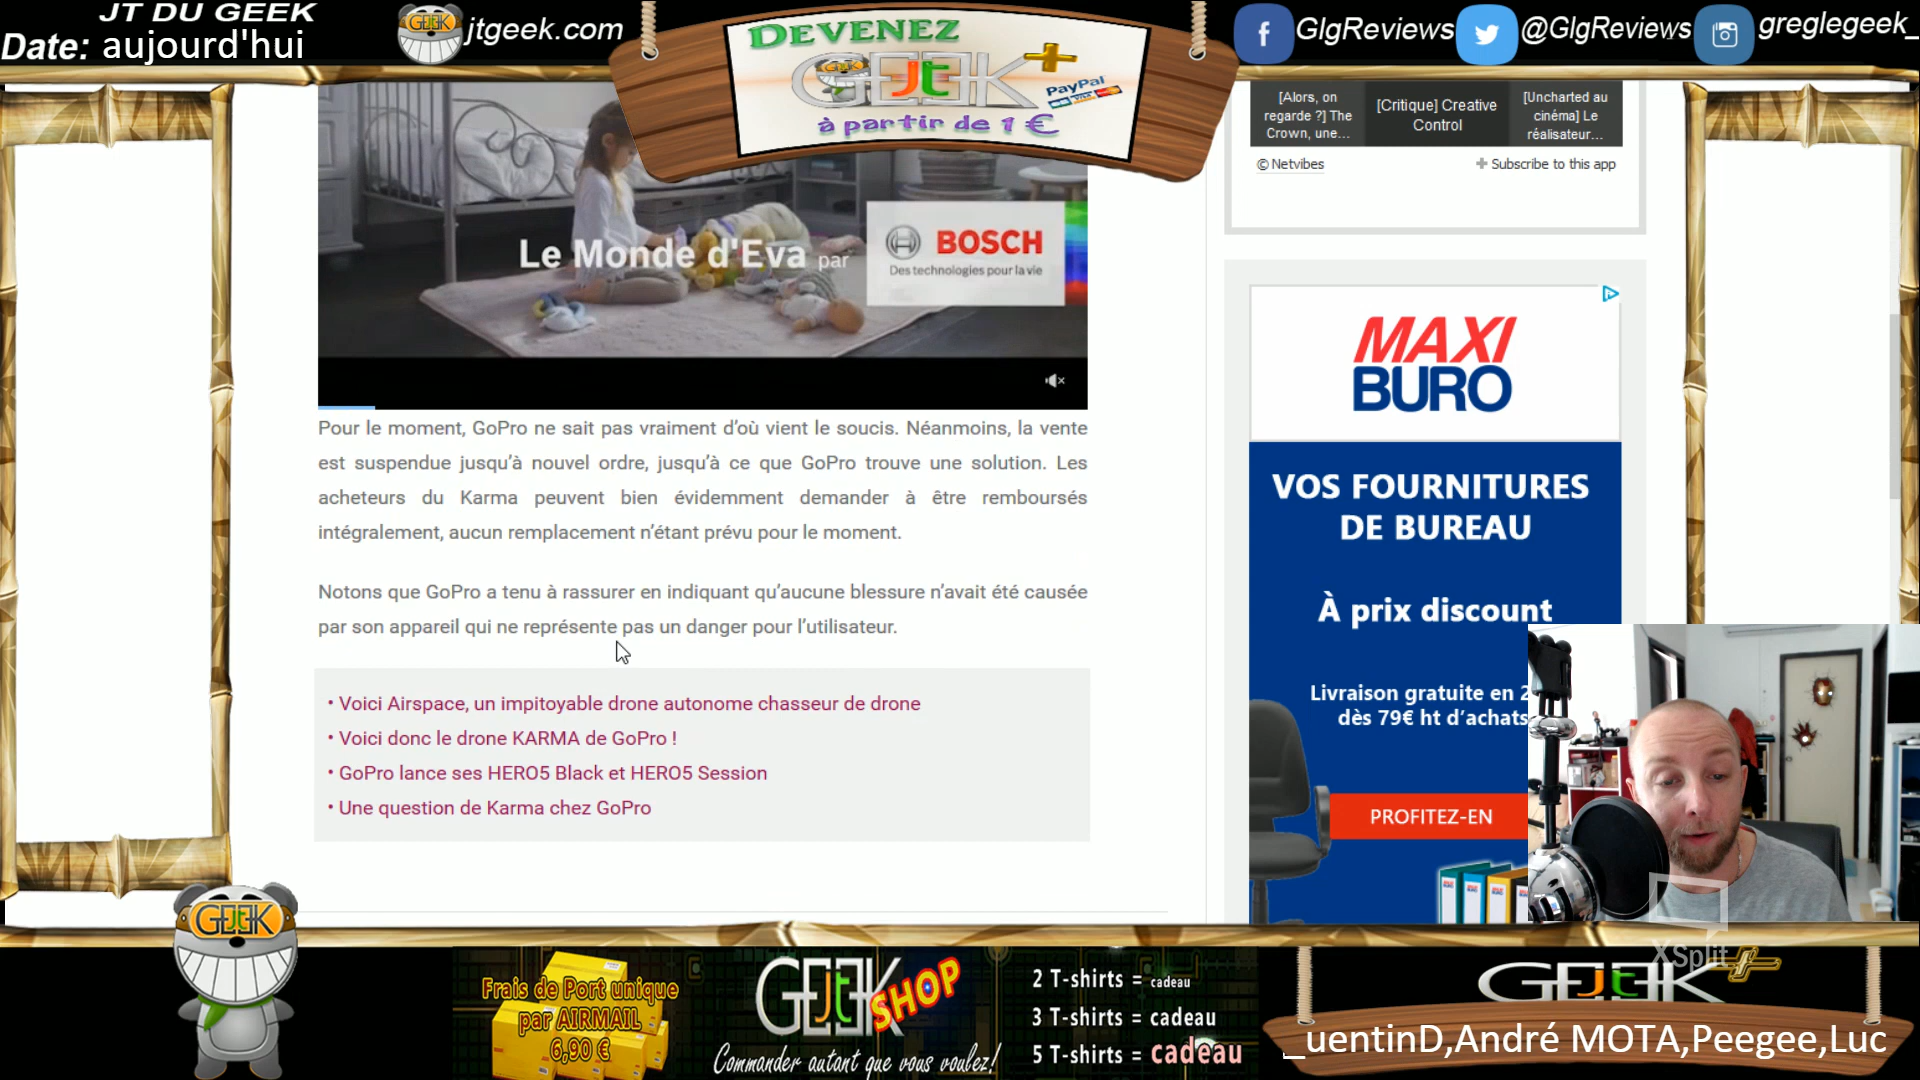 JT DU GEEK
Date: aujourd'hui
jtgeek.com
DEVENEZ
GEEK
jt
PayPal
VISA
à partir de 1 €
GlgReviews
@GlgReviews
greglegeek_
[Alors, on
regarde ?] The
Crown, une...
[Critique] Creative
Control
[Uncharted au
cinéma] Le
réalisateur...
© Netvibes
Subscribe to this app
Le Monde d'Eva par
BOSCH
Des technologies pour la vie
Pour le moment, GoPro ne sait pas vraiment d’où vient le soucis. Néanmoins, la vente
est suspendue jusqu’à nouvel ordre, jusqu’à ce que GoPro trouve une solution. Les
acheteurs du Karma peuvent bien évidemment demander à être remboursés
intégralement, aucun remplacement n’étant prévu pour le moment.
Notons que GoPro a tenu à rassurer en indiquant qu’aucune blessure n’avait été causée
par son appareil qui ne représente pas un danger pour l’utilisateur.
• Voici Airspace, un impitoyable drone autonome chasseur de drone
• Voici donc le drone KARMA de GoPro !
• GoPro lance ses HERO5 Black et HERO5 Session
• Une question de Karma chez GoPro
MAXI
BURO
VOS FOURNITURES
DE BUREAU
À prix discount
Livraison gratuite en 2
dès 79€ ht d’achats
PROFITEZ-EN
MAXI
BURO
XSplit
GEEK
jt
Frais de Port unique
par AIRMAIL
6,90 €
GEEK
jt
SHOP
Commander autant que vous voulez!
2 T-shirts = cadeau
3 T-shirts = cadeau
5 T-shirts = cadeau
GEEK
jt
_uentinD,André MOTA,Peegee,Luc